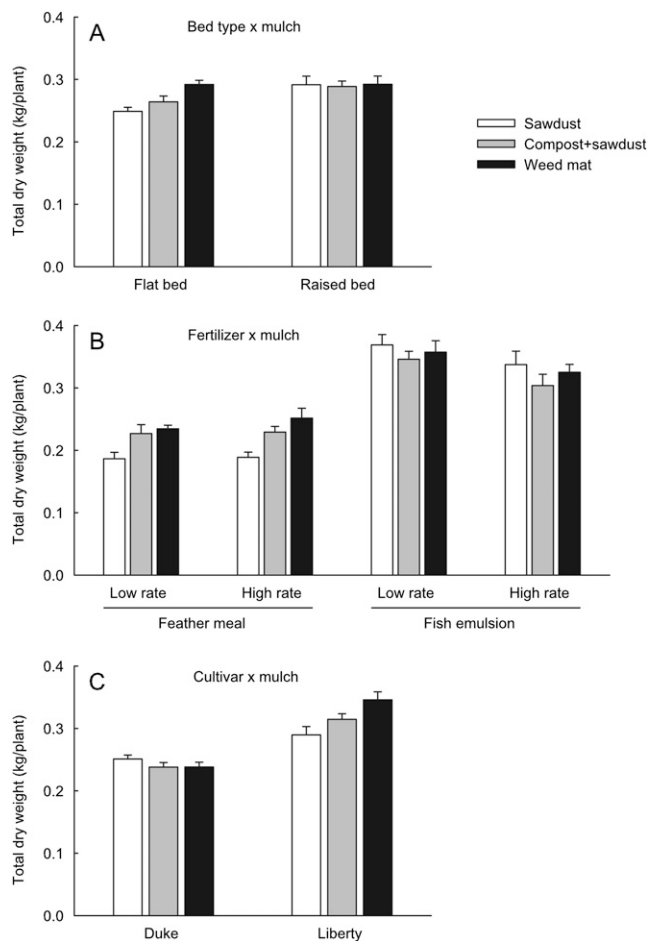 A
Bed type x mulch
Total dry weight (kg/plant)
0.4
0.3
0.2
0.1
0.0
Flat bed Raised bed
Sawdust
Compost+sawdust
Weed mat
B
Fertilizer x mulch
Total dry weight (kg/plant)
0.4
0.3
0.2
0.1
0.0
Low rate High rate Low rate High rate
Feather meal Fish emulsion
C
Cultivar x mulch
Total dry weight (kg/plant)
0.4
0.3
0.2
0.1
0.0
Duke Liberty